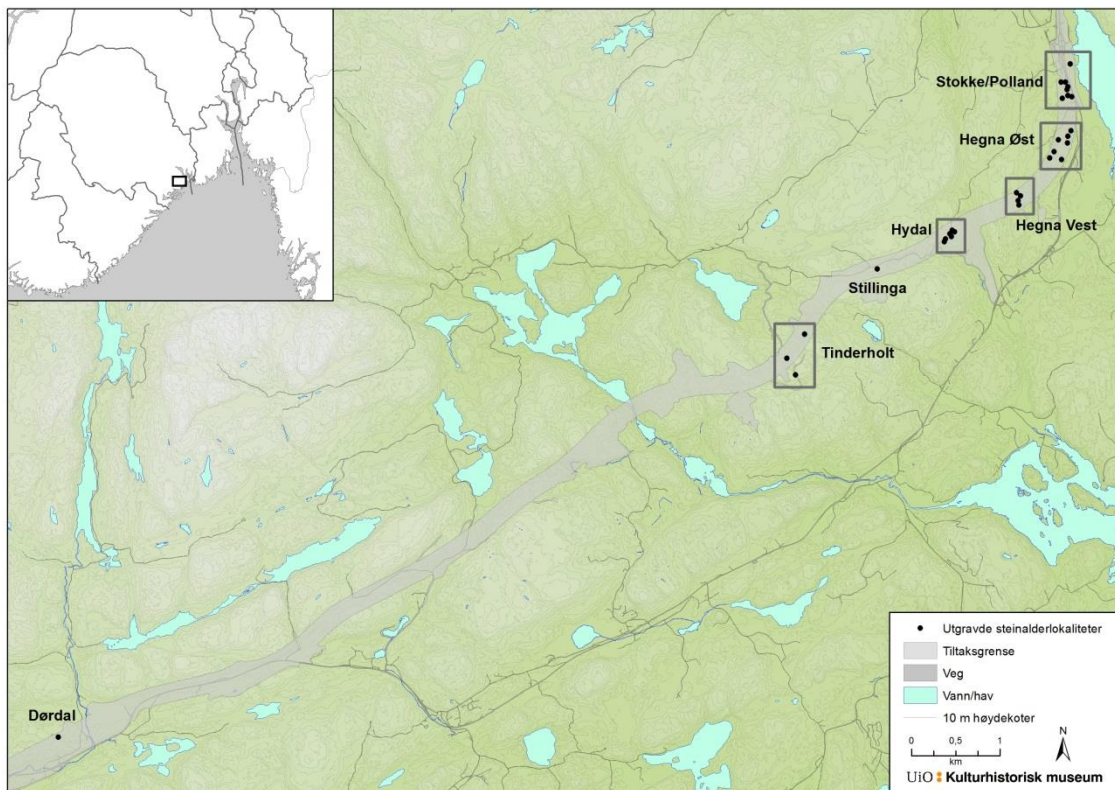 Stokke/Polland
Hegna Øst
Hegna Vest
Hydal
Stillinga
Tinderholt
Dørdal
Utgravde steinalderlokaliteter
Tiltaksgrense
Veg
Vann/hav
10 m høydekoter
N
0 0,5 1
km
UiO Kulturhistorisk museum